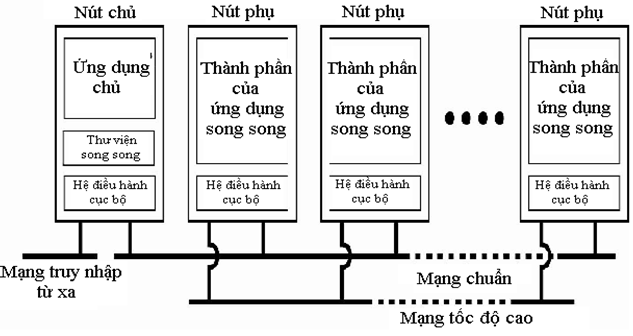 Nút chủ
Nút phụ
Nút phụ
Nút phụ
Ứng dụng
chủ
Thư viện
song song
Hệ điều hành
cục bộ
Thành phần
của
ứng dụng
song song
Hệ điều hành
cục bộ
Thành phần
của
ứng dụng
song song
Hệ điều hành
cục bộ
Thành phần
của
ứng dụng
song song
Hệ điều hành
cục bộ
Mạng truy nhập
từ xa
Mạng chuẩn
Mạng tốc độ cao